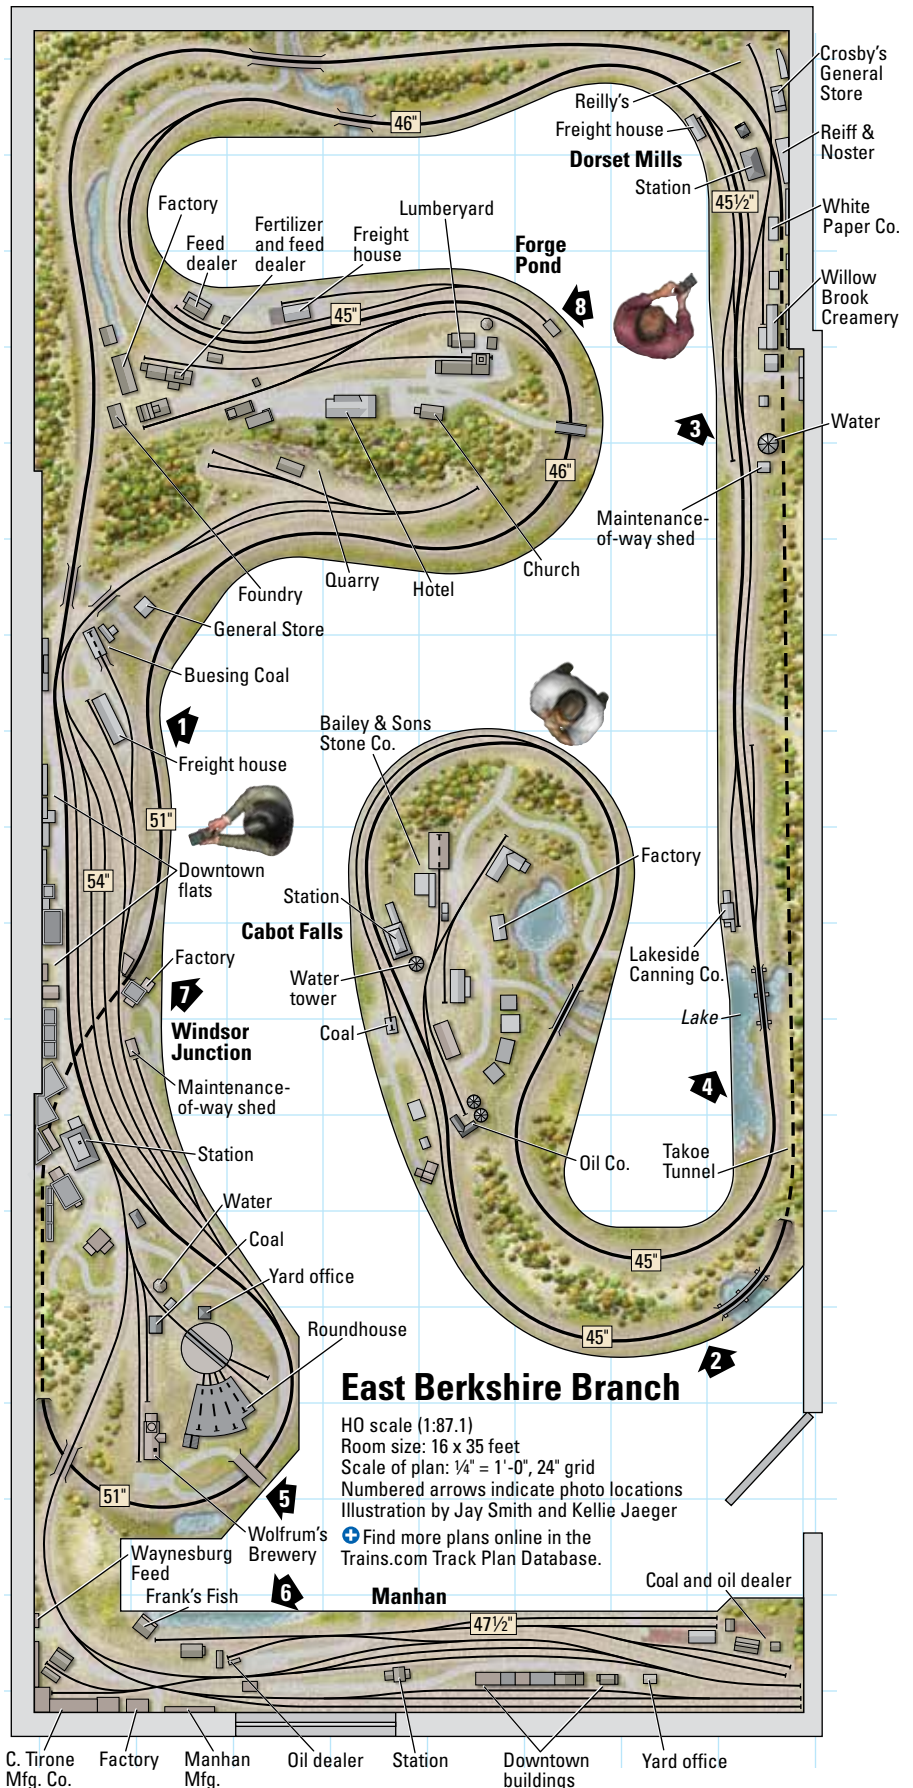 Crosby's
General
Store
Reilly's
Freight house
46"
Reiff &
Noster
Dorset Mills
Station
45½"
White
Paper Co.
Factory
Lumberyard
Fertilizer
and feed
dealer
Feed
dealer
Freight
house
Forge
Pond
Willow
Brook
Creamery
8
45"
Water
3
46"
Maintenance-
of-way shed
Church
Quarry
Hotel
Foundry
General Store
Buesing Coal
1
Bailey & Sons
Stone Co.
Freight house
51"
54"
Downtown
flats
Factory
Station
Cabot Falls
Lakeside
Canning Co.
Factory
7
Water
tower
Lake
Windsor
Junction
Coal
4
Maintenance-
of-way shed
Station
Oil Co.
Takoe
Tunnel
Water
Coal
45"
Yard office
Roundhouse
45"
2
East Berkshire Branch
HO scale (1:87.1)
Room size: 16 x 35 feet
Scale of plan: ¼" = 1'-0", 24" grid
Numbered arrows indicate photo locations
Illustration by Jay Smith and Kellie Jaeger
Find more plans online in the
Trains.com Track Plan Database.
51"
5
Wolfrum's
Brewery
Waynesburg
Feed
6
Frank's Fish
Manhan
Coal and oil dealer
47½"
C. Tirone
Mfg. Co.
Factory
Manhan
Mfg.
Oil dealer
Station
Downtown
buildings
Yard office